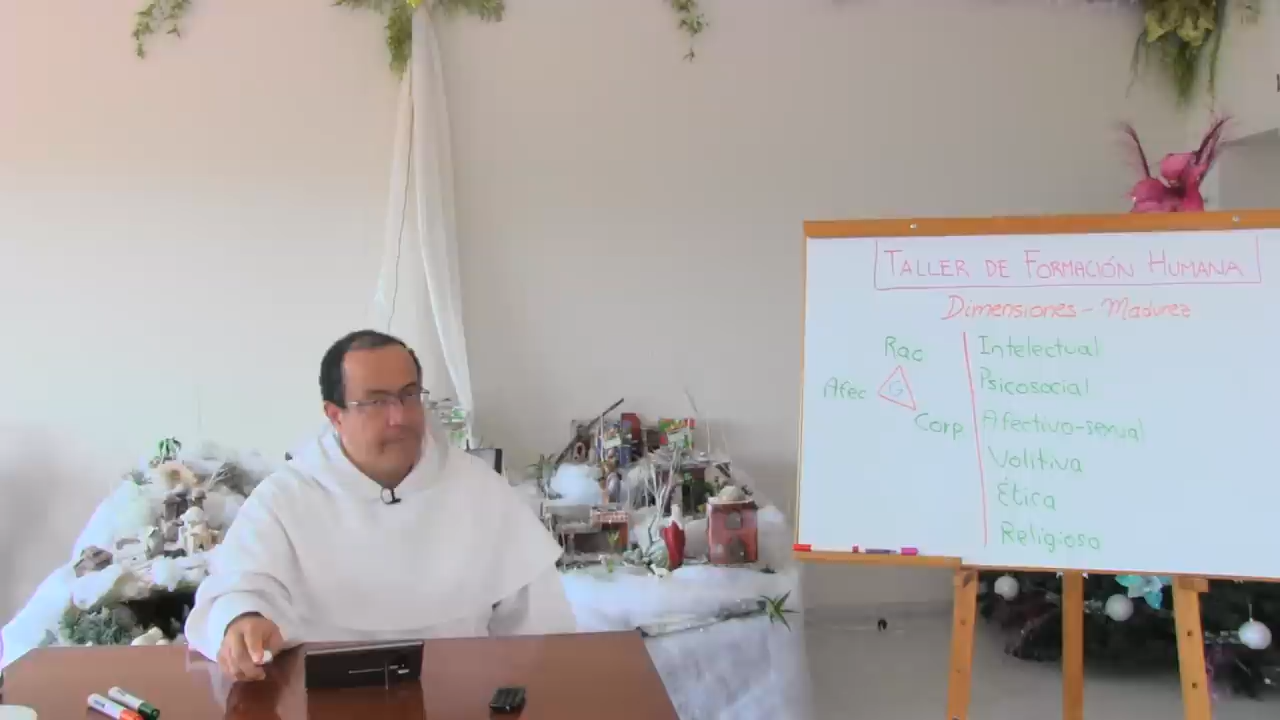 TALLER DE FORMACIÓN HUMANA
Dimensiones - Madurez
Rac
Afec
G
Corp
Intelectual
Psicosocial
Afectivo-sexual
Volitiva
Ética
Religiosa